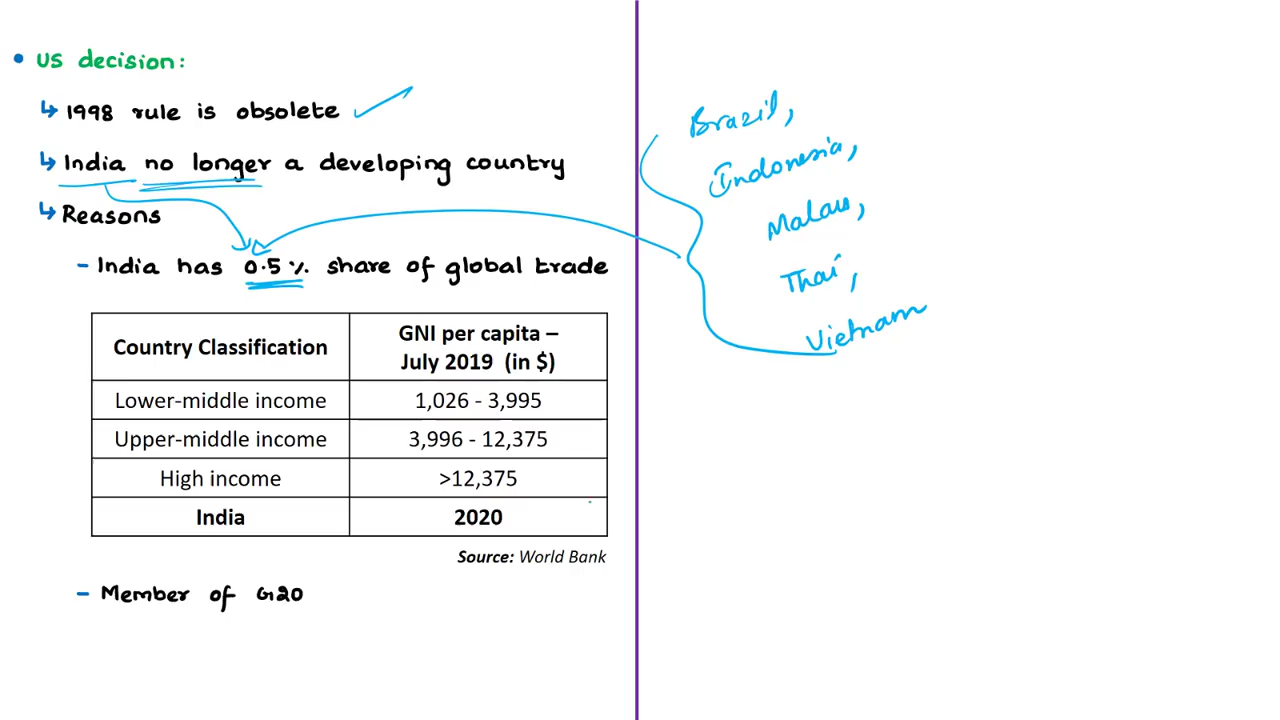 • US decision:
↳ 1998 rule is obsolete
↳ India no longer a developing country
↳ Reasons
- India has 0.5% share of global trade
Country Classification GNI per capita – July 2019 (in $)
Lower-middle income 1,026 - 3,995
Upper-middle income 3,996 - 12,375
High income >12,375
India 2020
Source: World Bank
- Member of G20
Brazil,
Indonesia,
Malay,
Thai,
Vietnam